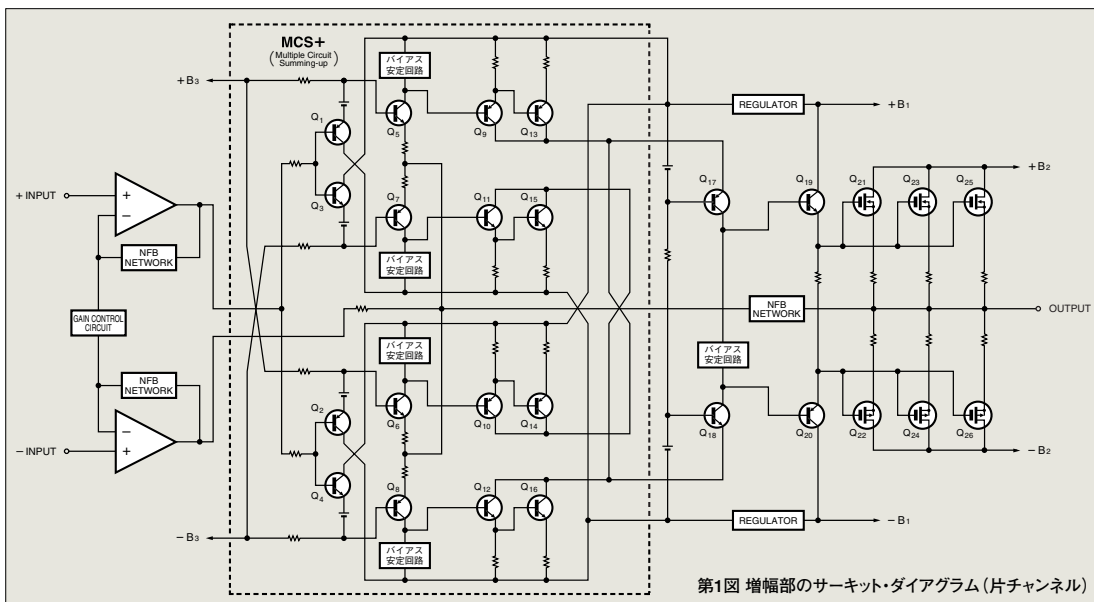 MCS+
(Multiple Circuit
Summing-up)
バイアス
安定回路
+B3
Q1
Q5
Q9
Q13
REGULATOR
+B1
+ INPUT
+
−
NFB
NETWORK
Q3
Q7
Q11
Q15
バイアス
安定回路
Q17
Q19
Q21
Q23
Q25
+B2
GAIN CONTROL
CIRCUIT
NFB
NETWORK
OUTPUT
バイアス
安定回路
バイアス
安定回路
NFB
NETWORK
−
+
− INPUT
Q2
Q6
Q10
Q14
Q18
Q20
Q22
Q24
Q26
−B2
Q4
Q8
Q12
Q16
−B3
バイアス
安定回路
REGULATOR
−B1
第1図 増幅部のサーキット・ダイアグラム（片チャンネル）